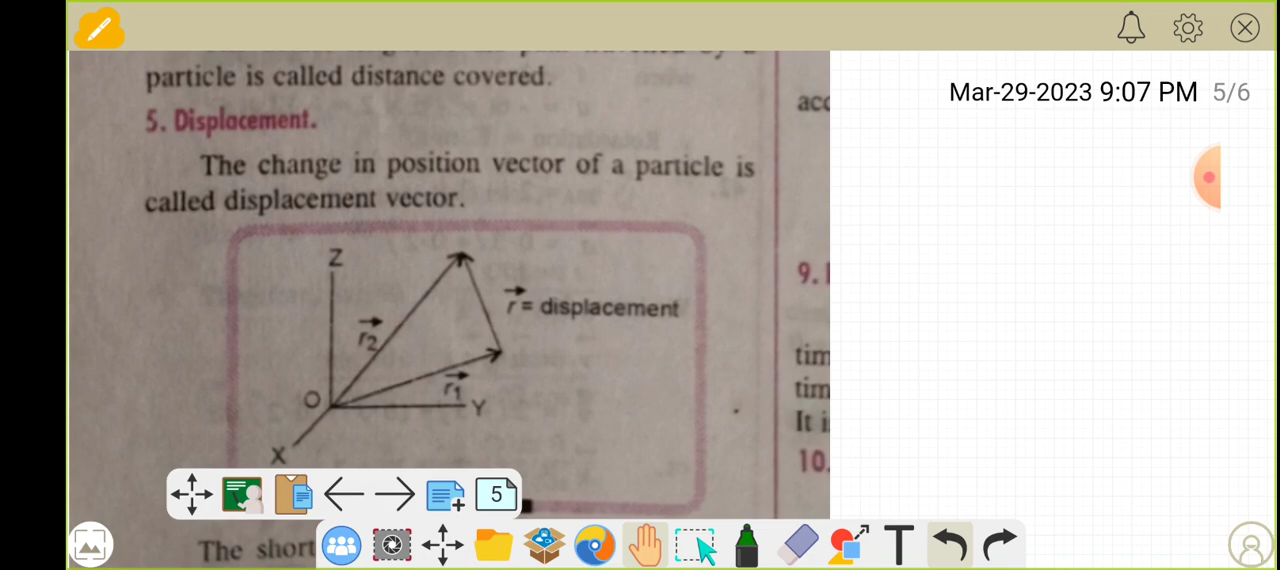 particle is called distance covered.
5. Displacement.
The change in position vector of a particle is
called displacement vector.
Z
r = displacement
r2
O
r1
Y
X
The short
acc
9.
tim
tim
It i
10.
Mar-29-2023 9:07 PM 5/6
5
T